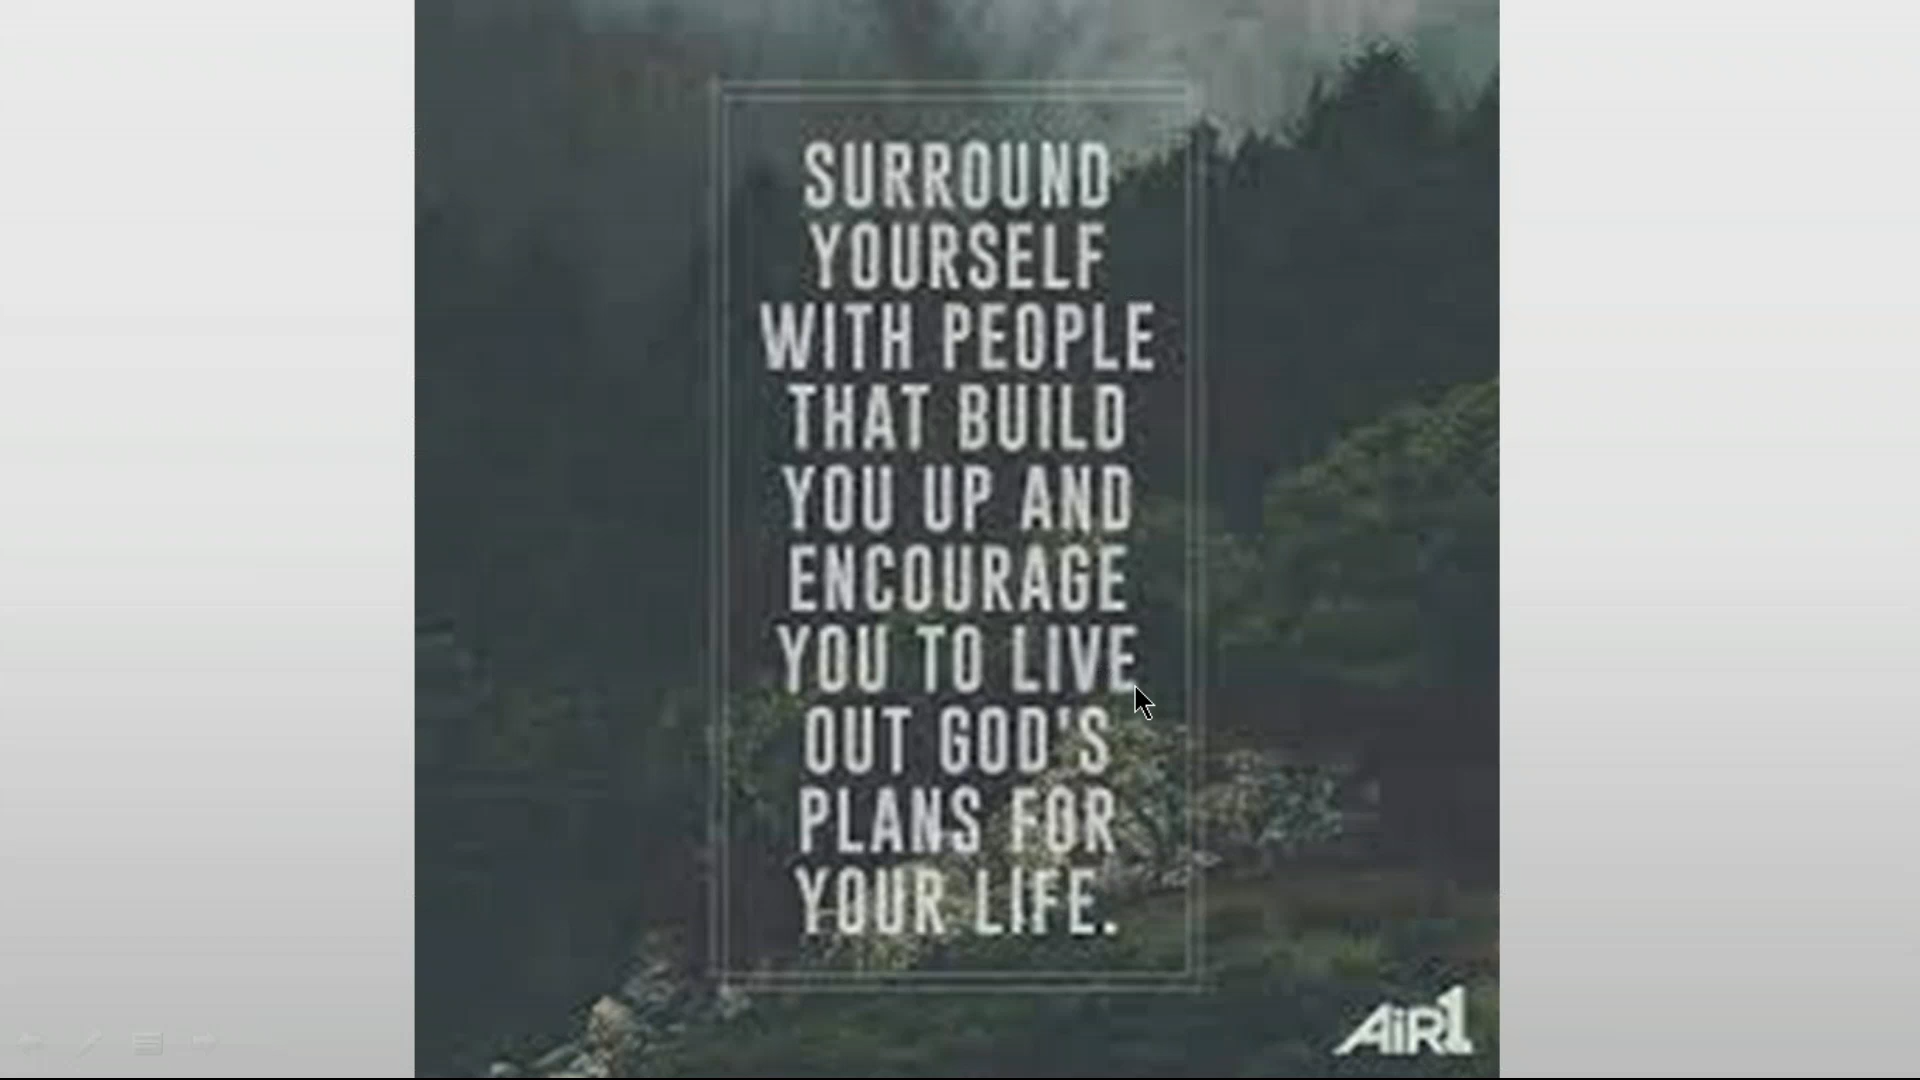 SURROUND
YOURSELF
WITH PEOPLE
THAT BUILD
YOU UP AND
ENCOURAGE
YOU TO LIVE
OUT GOD'S
PLANS FOR
YOUR LIFE.
AiR1